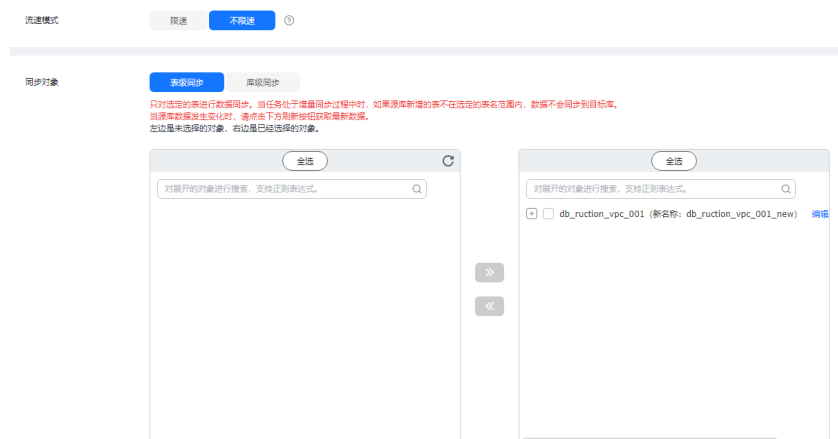 流速模式 限速 不限速
同步对象 表级同步 库级同步
只对选定的表进行数据同步。当任务处于增量同步过程中时，如果源库新增的表不在选定的表名范围内，数据不会同步到目标库。
当源库数据发生变化时，请点击下方刷新按钮获取最新数据。
左边是未选择的对象，右边是已经选择的对象。
全选 全选
对展开的对象进行搜索，支持正则表达式。 对展开的对象进行搜索，支持正则表达式。
db_ruction_vpc_001（新名称：db_ruction_vpc_001_new） 编辑